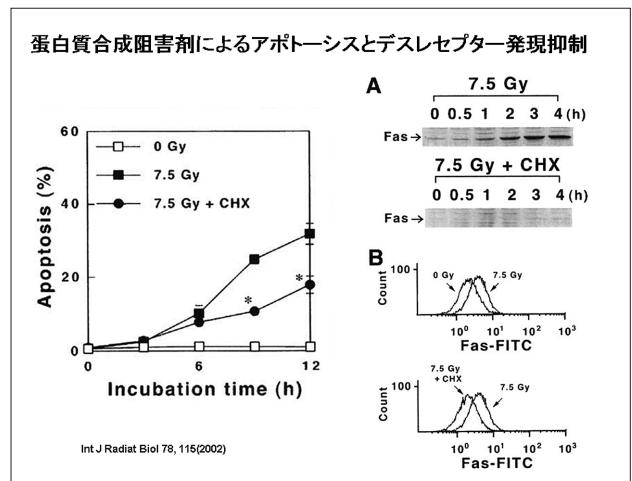 蛋白質合成阻害剤によるアポトーシスとデスレセプター発現抑制
Apoptosis (%)
60
40
20
0
0 Gy
7.5 Gy
7.5 Gy + CHX
*
*
0 6 12
Incubation time (h)
Int J Radiat Biol 78, 115(2002)
A
7.5 Gy
0 0.5 1 2 3 4 (h)
Fas→
7.5 Gy + CHX
0 0.5 1 2 3 4 (h)
Fas→
B
Count
100
0 Gy
7.5 Gy
10⁰ 10¹ 10² 10³
Fas-FITC
Count
100
7.5 Gy
+ CHX
7.5 Gy
10⁰ 10¹ 10² 10³
Fas-FITC